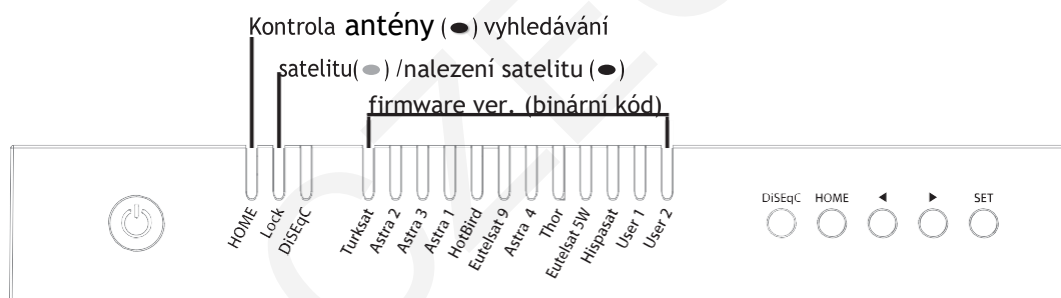 Kontrola antény (●) vyhledávání
satelitu(●) /nalezení satelitu (●)
firmware ver. (binární kód)
HOME
Lock
DiSEqC
Turksat
Astra 2
Astra 3
Astra 1
HotBird
Eutelsat 9
Astra 4
Thor
Eutelsat 5W
Hispasat
User 1
User 2
DiSEqC HOME ◀ ▶ SET